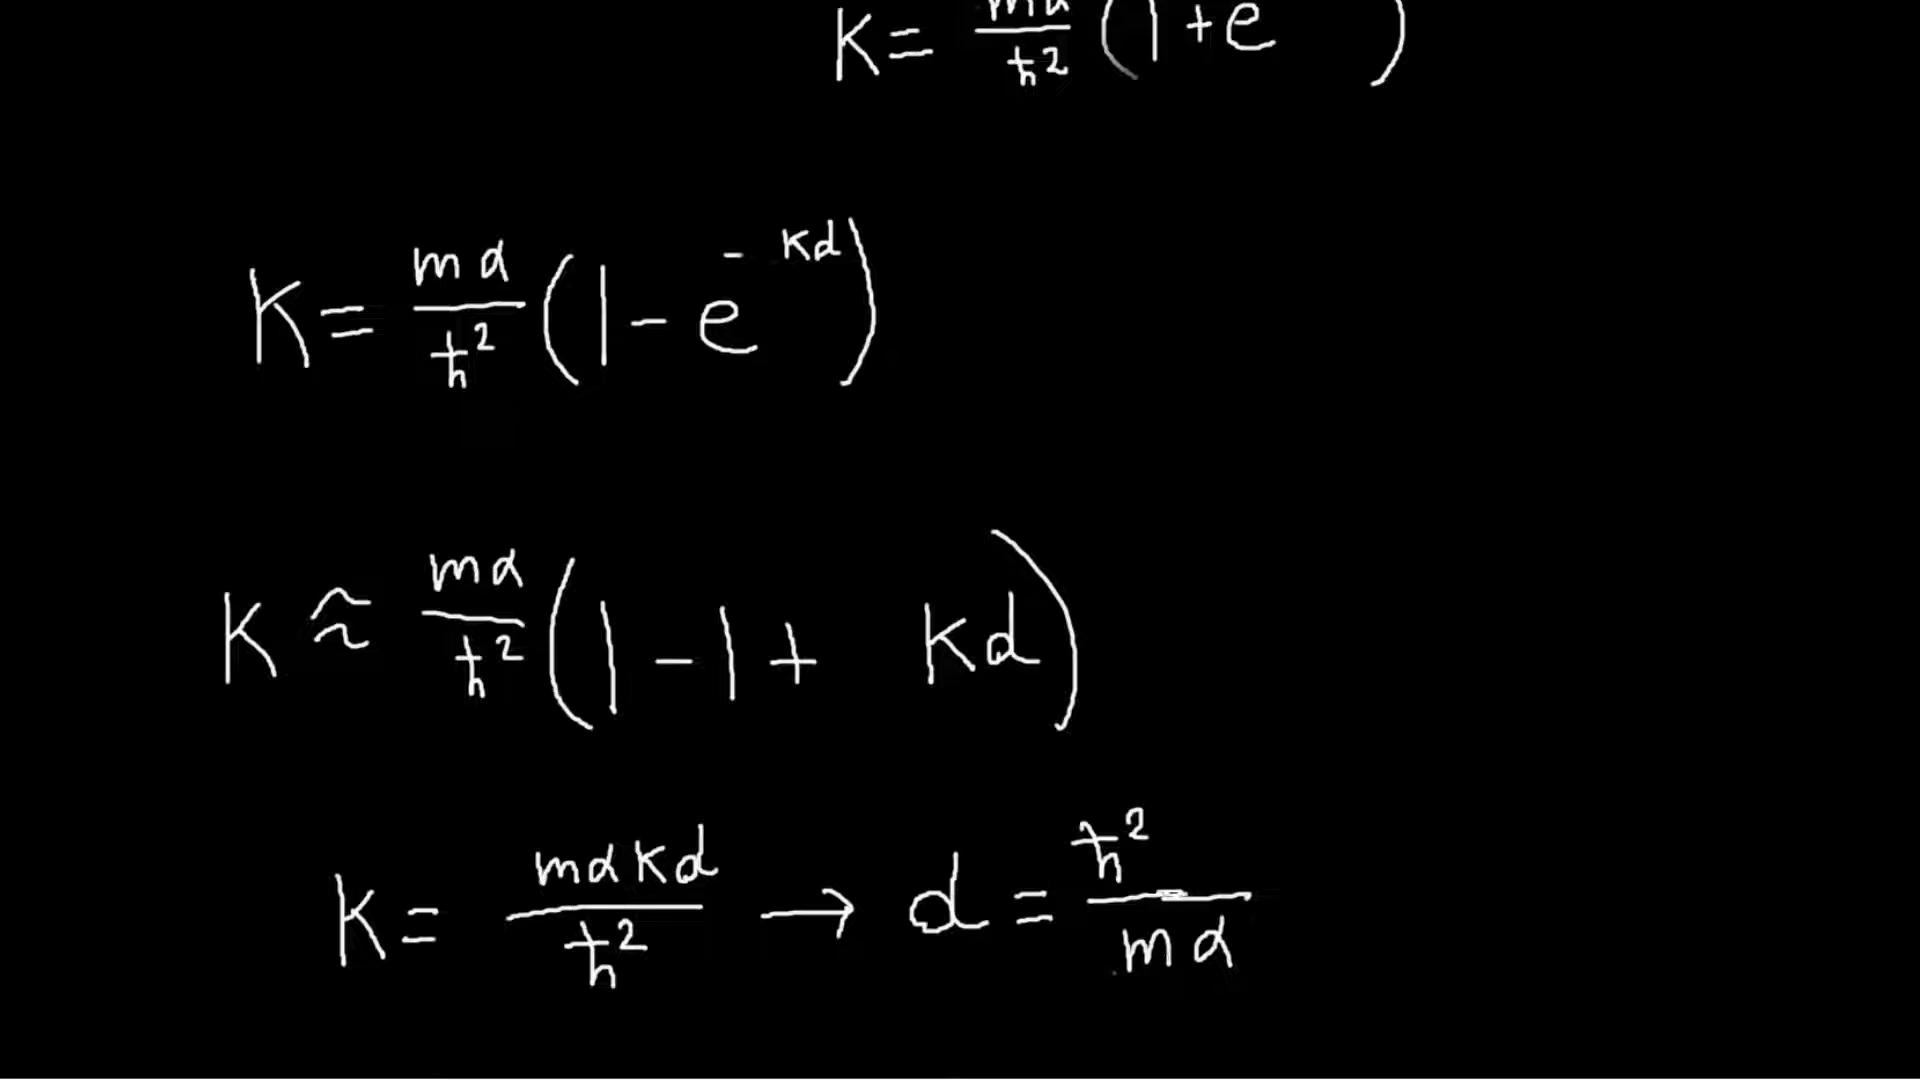 K = mα/ħ² (1 + e )
K = mα/ħ² (1 - e^(- Kd))
K ≈ mα/ħ² (1 - 1 + Kd)
K = mαKd/ħ² → d = ħ²/mα